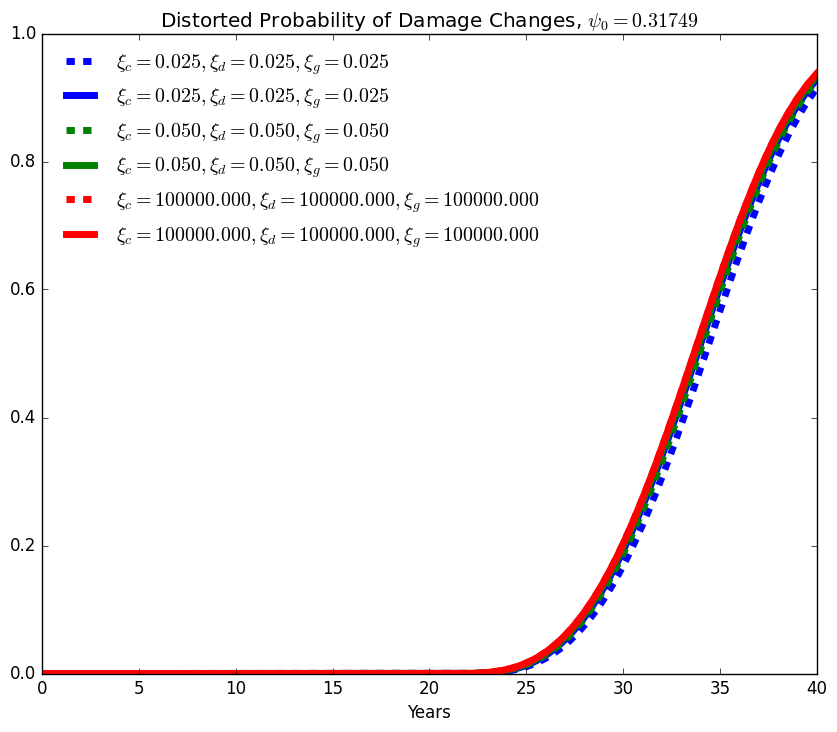 Distorted Probability of Damage Changes, ψ₀ = 0.31749
1.0
0.8
0.6
0.4
0.2
0.0
ξ_c = 0.025, ξ_d = 0.025, ξ_g = 0.025
ξ_c = 0.025, ξ_d = 0.025, ξ_g = 0.025
ξ_c = 0.050, ξ_d = 0.050, ξ_g = 0.050
ξ_c = 0.050, ξ_d = 0.050, ξ_g = 0.050
ξ_c = 100000.000, ξ_d = 100000.000, ξ_g = 100000.000
ξ_c = 100000.000, ξ_d = 100000.000, ξ_g = 100000.000
0 5 10 15 20 25 30 35 40
Years